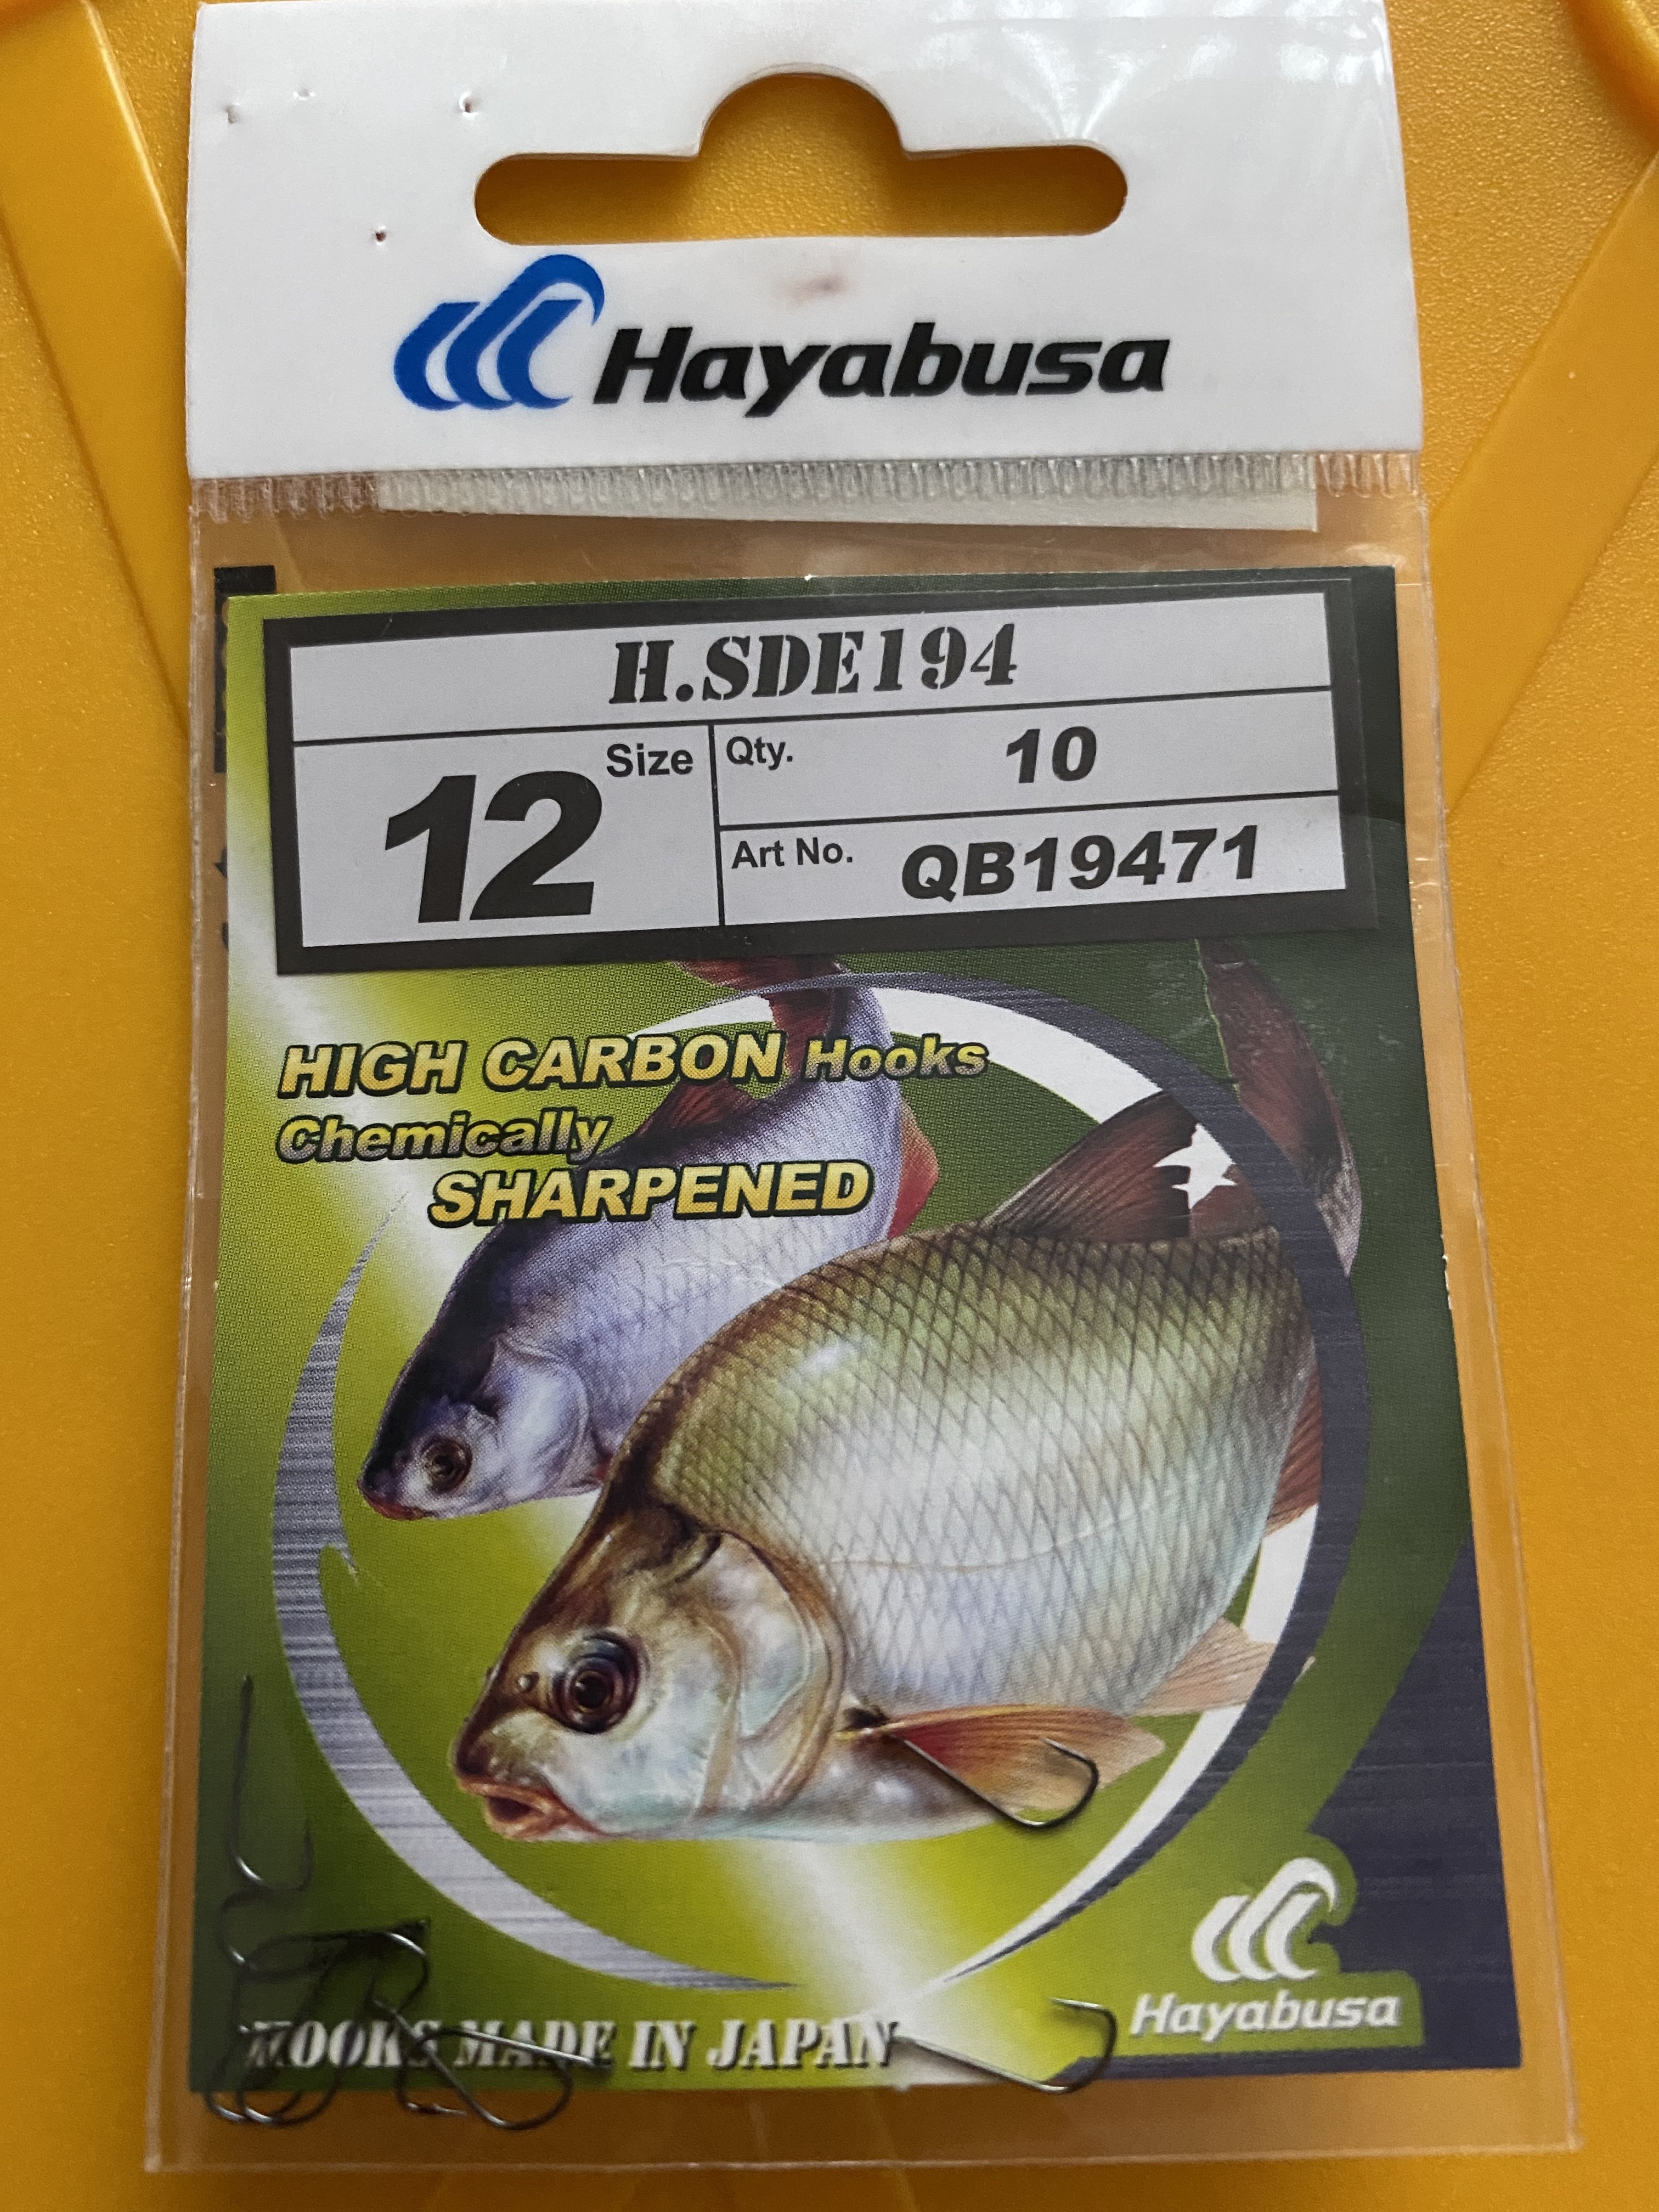 Hayabusa
H.SDE194
Size
12
Qty. 10
Art No. QB19471
HIGH CARBON Hooks
Chemically
SHARPENED
Hayabusa
HOOKS MADE IN JAPAN